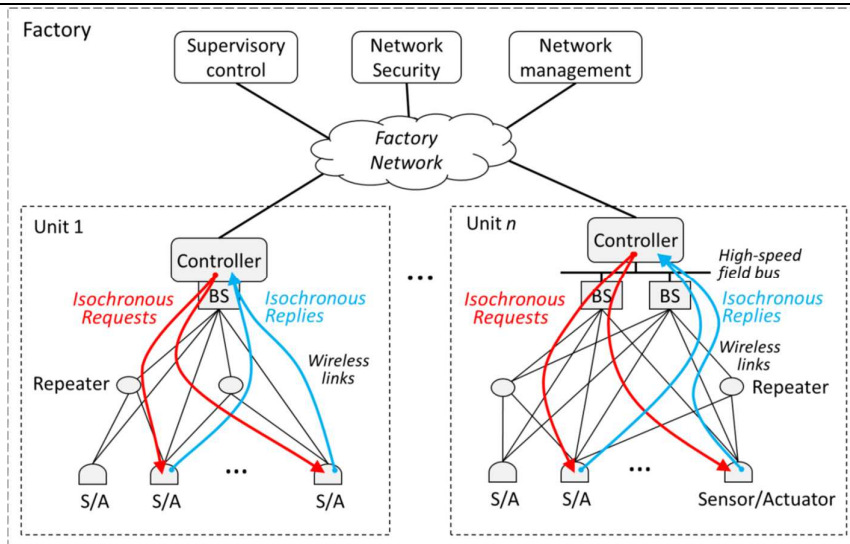 Factory
Supervisory
control
Network
Security
Network
management
Factory
Network
Unit 1
Controller
BS
Isochronous
Requests
Isochronous
Replies
Wireless
links
Repeater
...
S/A
S/A
S/A
...
Unit n
Controller
High-speed
field bus
BS
BS
Isochronous
Requests
Isochronous
Replies
Wireless
links
Repeater
...
S/A
S/A
Sensor/Actuator